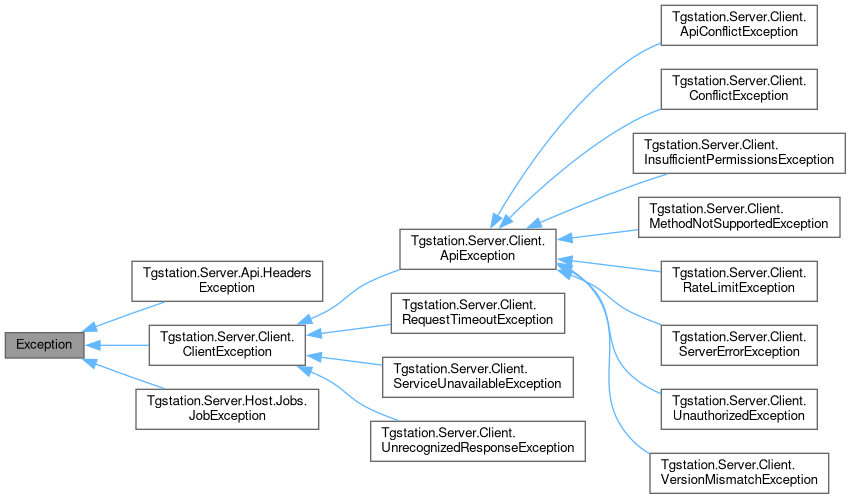 Exception
Tgstation.Server.Api.Headers
Exception
Tgstation.Server.Client.
ClientException
Tgstation.Server.Host.Jobs.
JobException
Tgstation.Server.Client.
ApiException
Tgstation.Server.Client.
RequestTimeoutException
Tgstation.Server.Client.
ServiceUnavailableException
Tgstation.Server.Client.
UnrecognizedResponseException
Tgstation.Server.Client.
ApiConflictException
Tgstation.Server.Client.
ConflictException
Tgstation.Server.Client.
InsufficientPermissionsException
Tgstation.Server.Client.
MethodNotSupportedException
Tgstation.Server.Client.
RateLimitException
Tgstation.Server.Client.
ServerErrorException
Tgstation.Server.Client.
UnauthorizedException
Tgstation.Server.Client.
VersionMismatchException